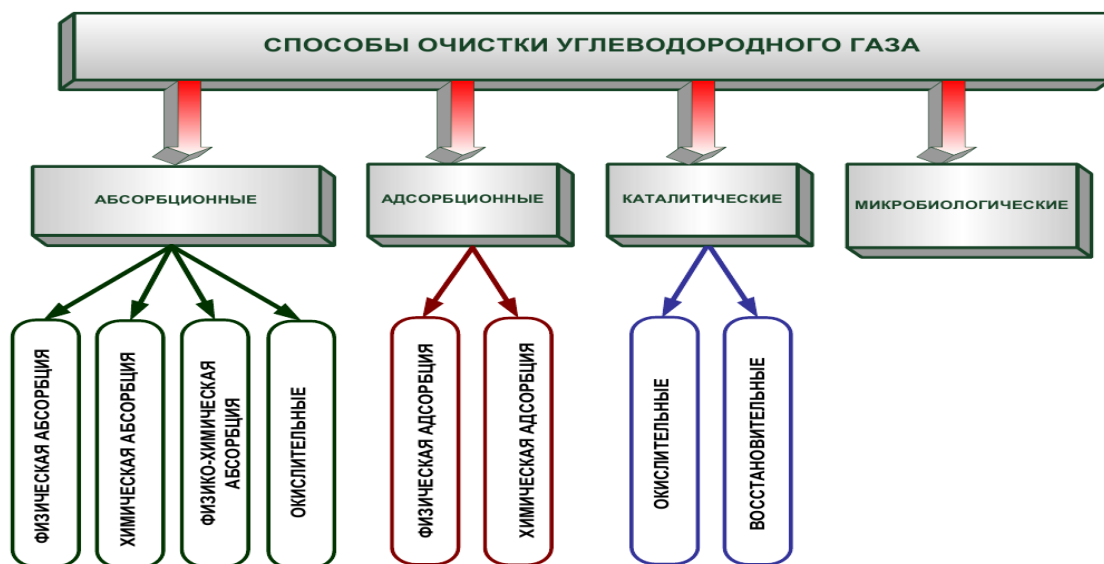 СПОСОБЫ ОЧИСТКИ УГЛЕВОДОРОДНОГО ГАЗА
АБСОРБЦИОННЫЕ
АДСОРБЦИОННЫЕ
КАТАЛИТИЧЕСКИЕ
МИКРОБИОЛОГИЧЕСКИЕ
ФИЗИЧЕСКАЯ АБСОРБЦИЯ
ХИМИЧЕСКАЯ АБСОРБЦИЯ
ФИЗИКО-ХИМИЧЕСКАЯ
АБСОРБЦИЯ
ОКИСЛИТЕЛЬНЫЕ
ФИЗИЧЕСКАЯ АДСОРБЦИЯ
ХИМИЧЕСКАЯ АДСОРБЦИЯ
ОКИСЛИТЕЛЬНЫЕ
ВОССТАНОВИТЕЛЬНЫЕ